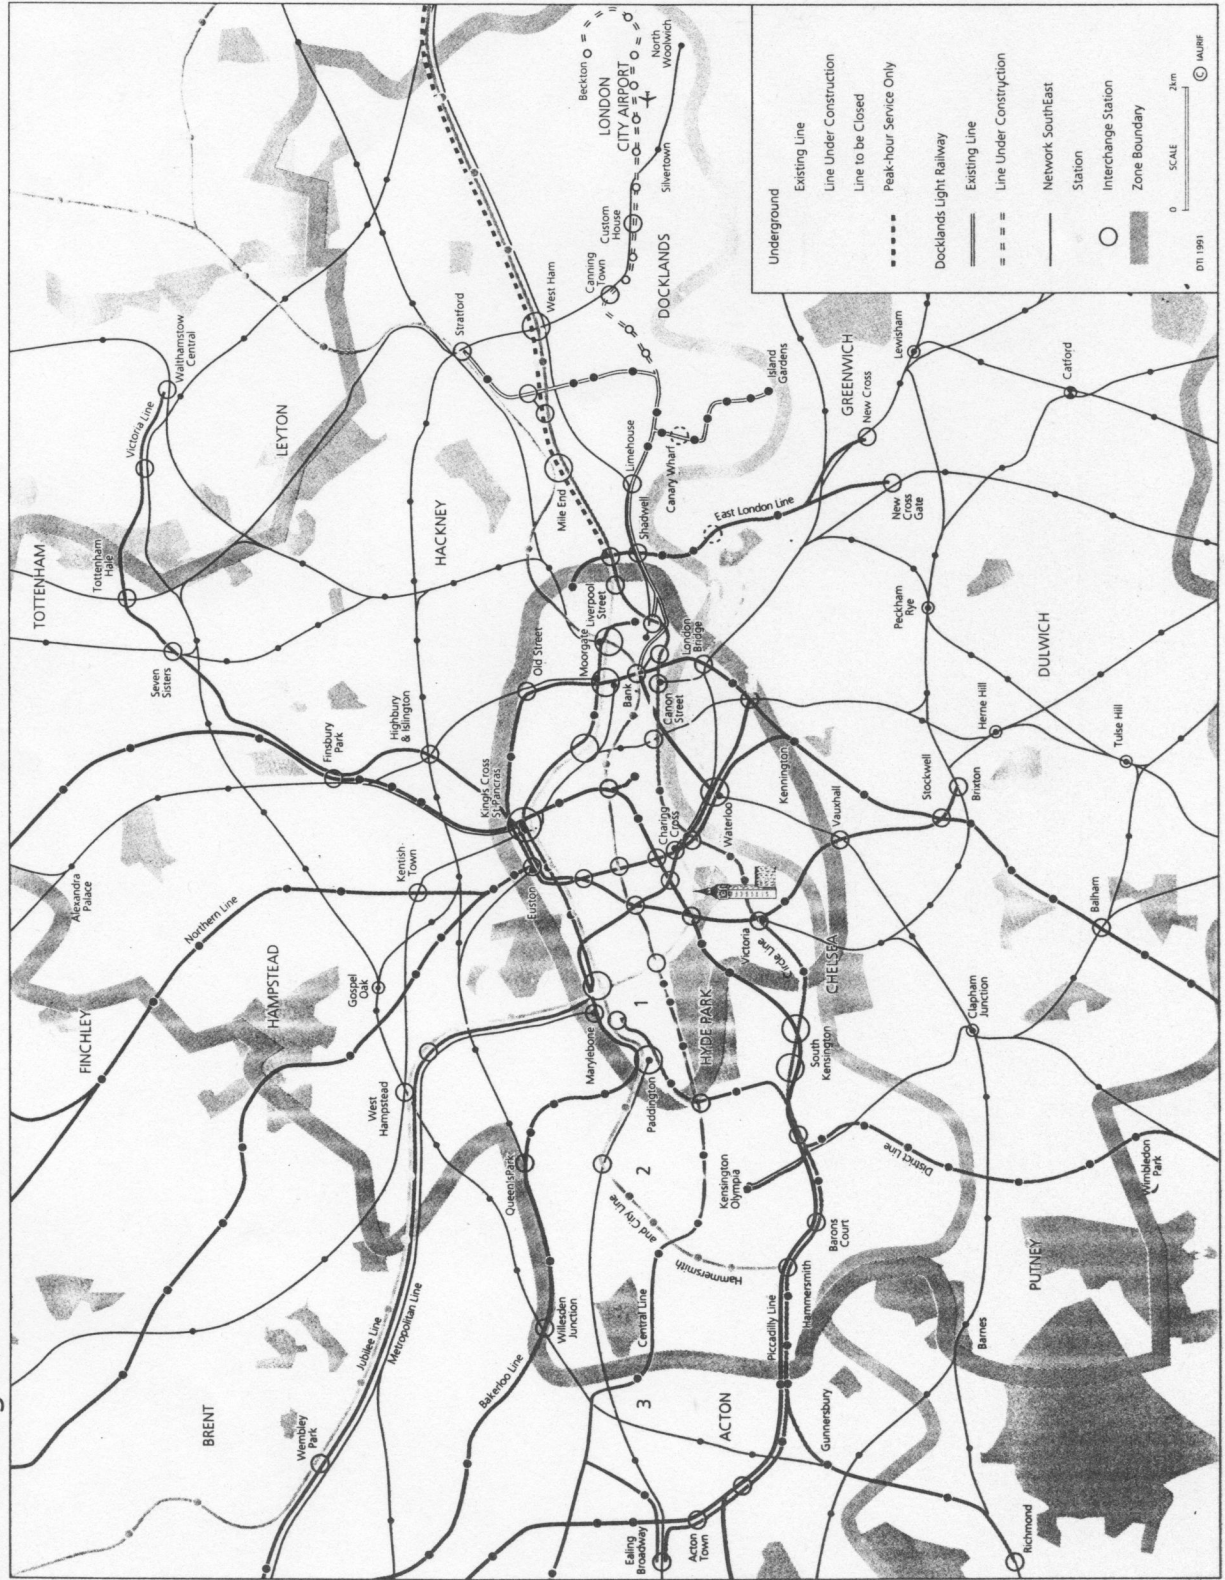 TOTTENHAM
FINCHLEY
Alexandra
Palace
Tottenham
Hale
Victoria Line
Walthamstow
Central
Seven
Sisters
BRENT
Northern Line
HAMPSTEAD
LEYTON
Wembley
Park
Finsbury
Park
Gospel
Oak
Jubilee Line
Metropolitan Line
West
Hampstead
Kentish
Town
Highbury
& Islington
HACKNEY
Stratford
Bakerloo Line
Queen's Park
King's Cross
St. Pancras
Euston
Old Street
Mile End
West Ham
Willesden
Junction
Marylebone
Moorgate
Liverpool
Street
Beckton
Canning
Town
Custom
House
LONDON
CITY AIRPORT
Ealing
Broadway
3
Central Line
2
and City Line
Hammersmith
1
Paddington
Bank
Limehouse
Shadwell
DOCKLANDS
Silvertown
North
Woolwich
Acton
Town
ACTON
Kensington
Olympia
HYDE PARK
Charigg
Cross
Canon
Street
London
Bridge
Canary Wharf
East London Line
Island
Gardens
Piccadilly Line
Hammersmith
Barons
Court
South
Kensington
Victoria
Circle Line
Waterloo
Kennington
CHELSEA
Vauxhall
Gunnersbury
GREENWICH
New Cross
New
Cross
Gate
Lewisham
District Line
Stockwell
Brixton
Peckham
Rye
Barnes
Clapham
Junction
Herne Hill
Richmond
PUTNEY
DULWICH
Catford
Wimbledon
Park
Balham
Tulse Hill
Underground
Existing Line
Line Under Construction
Line to be Closed
Peak-hour Service Only
Docklands Light Railway
Existing Line
Line Under Construction
Network SouthEast
Station
Interchange Station
Zone Boundary
0 SCALE 2km
DTI 1991
© IAURIF